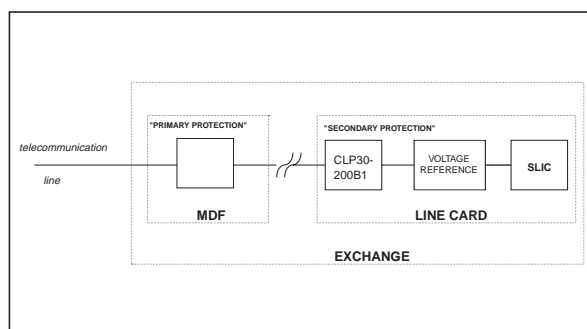 "PRIMARY PROTECTION"
"SECONDARY PROTECTION"
telecommunication
line
CLP30-
200B1
VOLTAGE
REFERENCE
SLIC
MDF
LINE CARD
EXCHANGE